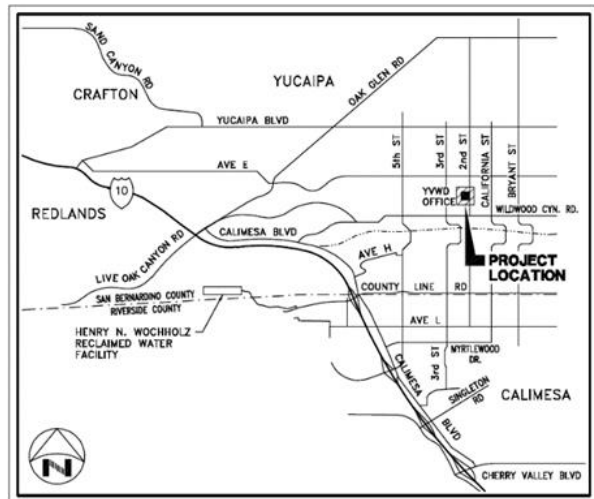 SAND
CANYON
RD
CRAFTON
YUCAIPA
OAK GLEN RD
YUCAIPA BLVD
AVE E
5th ST
3rd ST
2nd ST
CALIFORNIA ST
BRYANT ST
10
REDLANDS
YVWD
OFFICE
WILDWOOD CYN. RD.
CALIMESA BLVD
AVE H
LIVE OAK CANYON RD
PROJECT
LOCATION
SAN BERNARDINO COUNTY
RIVERSIDE COUNTY
COUNTY LINE RD
AVE L
HENRY N. WOCHHOLZ
RECLAIMED WATER
FACILITY
3rd ST
MYRTLEWOOD
DR.
CALIMESA
BLVD
SINGLETON
RD
CALIMESA
CHERRY VALLEY BLVD
N